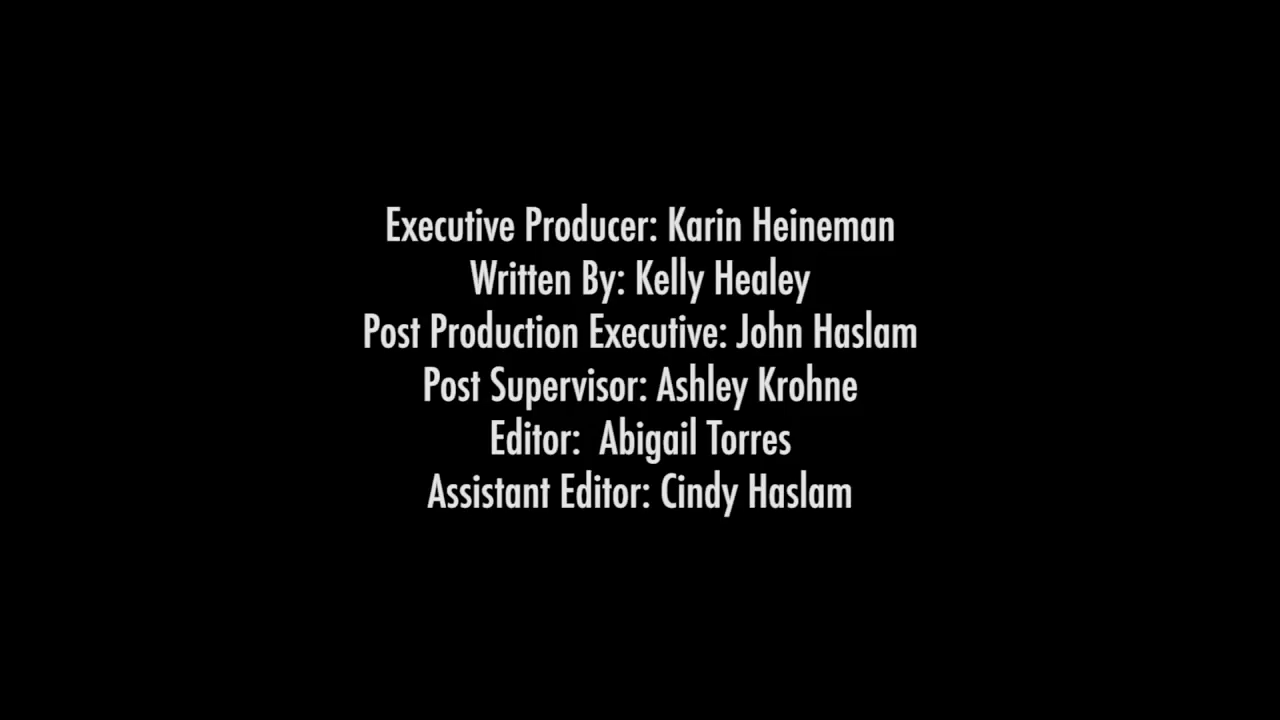 Executive Producer: Karin Heineman
Written By: Kelly Healey
Post Production Executive: John Haslam
Post Supervisor: Ashley Krohne
Editor:  Abigail Torres
Assistant Editor: Cindy Haslam